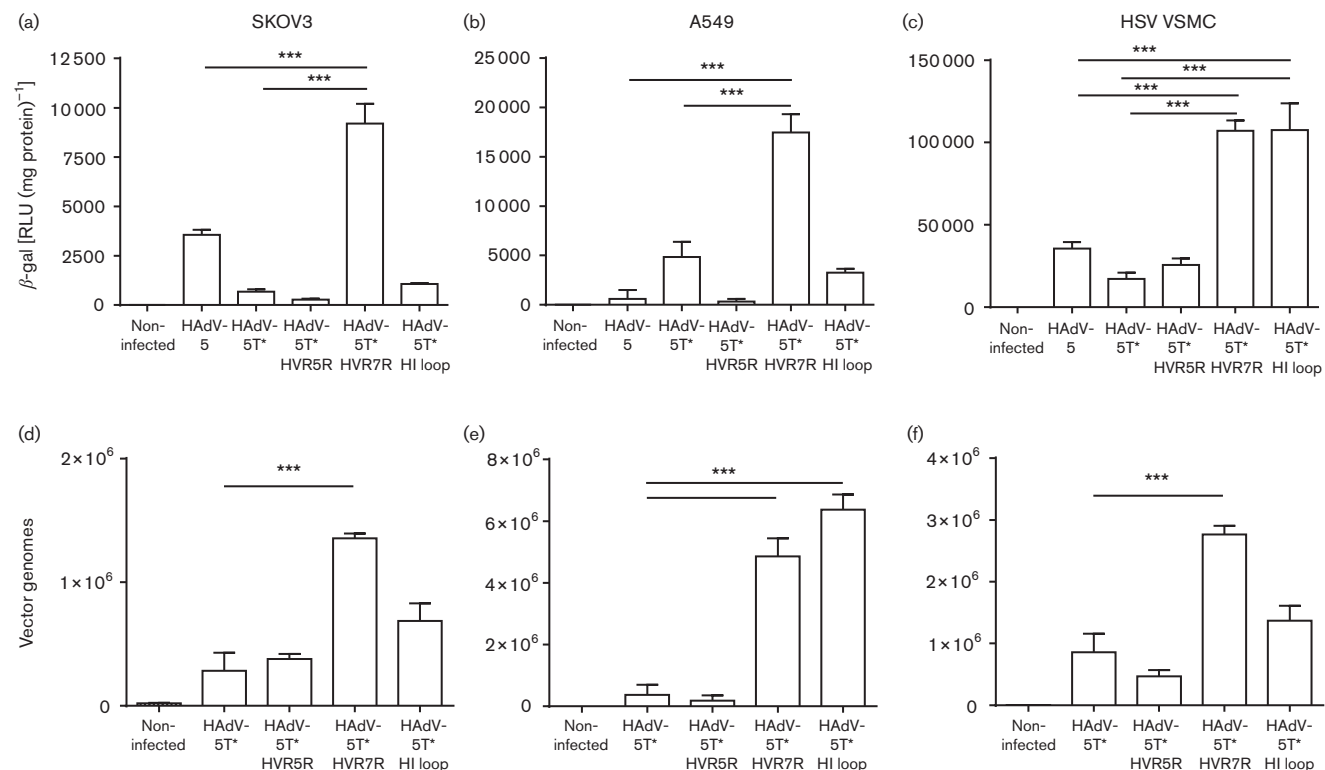 (a)
SKOV3
β-gal [RLU (mg protein)⁻¹]
12 500
10 000
7500
5000
2500
0
***
***
Non-infected
HAdV-5
HAdV-5T*
HAdV-5T* HVR5R
HAdV-5T* HVR7R
HAdV-5T* HI loop
(b)
A549
25 000
20 000
15 000
10 000
5000
0
***
***
Non-infected
HAdV-5
HAdV-5T*
HAdV-5T* HVR5R
HAdV-5T* HVR7R
HAdV-5T* HI loop
(c)
HSV VSMC
150 000
100 000
50 000
0
***
***
***
***
Non-infected
HAdV-5
HAdV-5T*
HAdV-5T* HVR5R
HAdV-5T* HVR7R
HAdV-5T* HI loop
(d)
Vector genomes
2×10⁶
1×10⁶
0
***
Non-infected
HAdV-5T*
HAdV-5T* HVR5R
HAdV-5T* HVR7R
HAdV-5T* HI loop
(e)
8×10⁶
6×10⁶
4×10⁶
2×10⁶
0
***
Non-infected
HAdV-5T*
HAdV-5T* HVR5R
HAdV-5T* HVR7R
HAdV-5T* HI loop
(f)
4×10⁶
3×10⁶
2×10⁶
1×10⁶
0
***
Non-infected
HAdV-5T*
HAdV-5T* HVR5R
HAdV-5T* HVR7R
HAdV-5T* HI loop